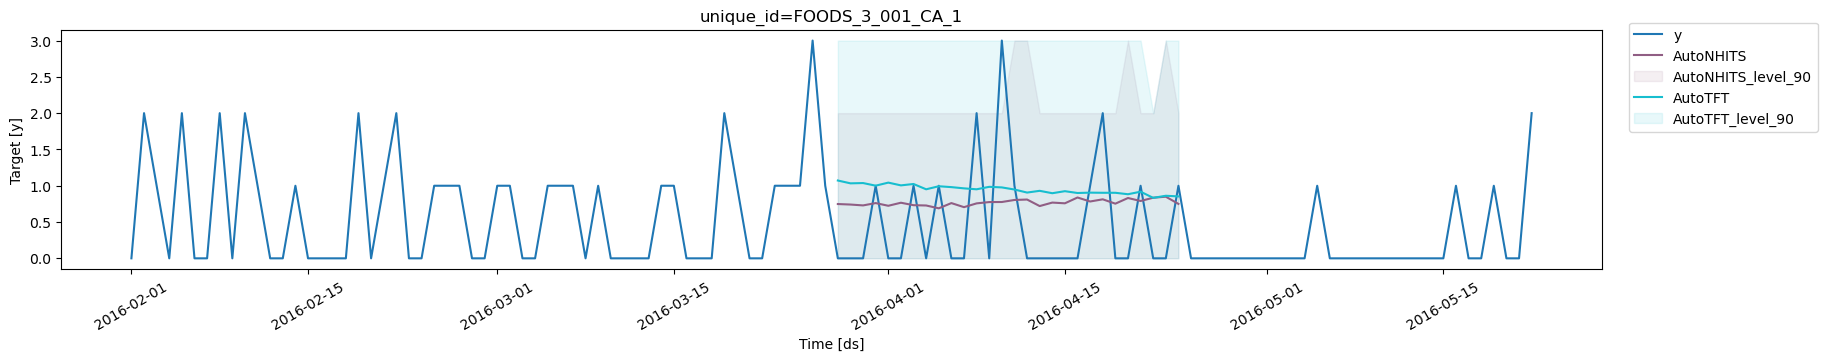 unique_id=FOODS_3_001_CA_1
3.0
2.5
2.0
1.5
1.0
0.5
0.0
Target [y]
2016-02-01
2016-02-15
2016-03-01
2016-03-15
2016-04-01
2016-04-15
2016-05-01
2016-05-15
Time [ds]
y
AutoNHITS
AutoNHITS_level_90
AutoTFT
AutoTFT_level_90